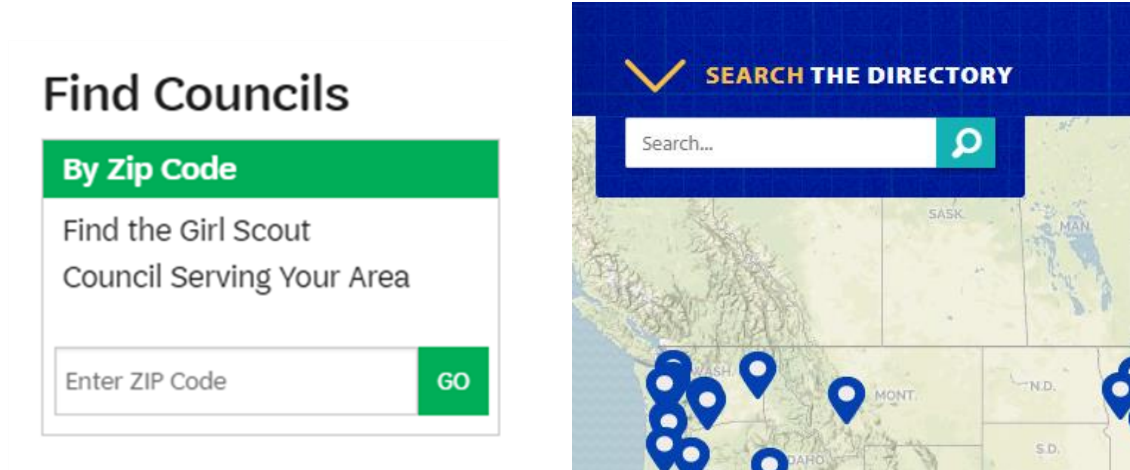 Find Councils
By Zip Code
Find the Girl Scout
Council Serving Your Area
Enter ZIP Code
GO
SEARCH THE DIRECTORY
Search...
SASK.
MAN.
WASH.
MONT.
N.D.
IDAHO
S.D.